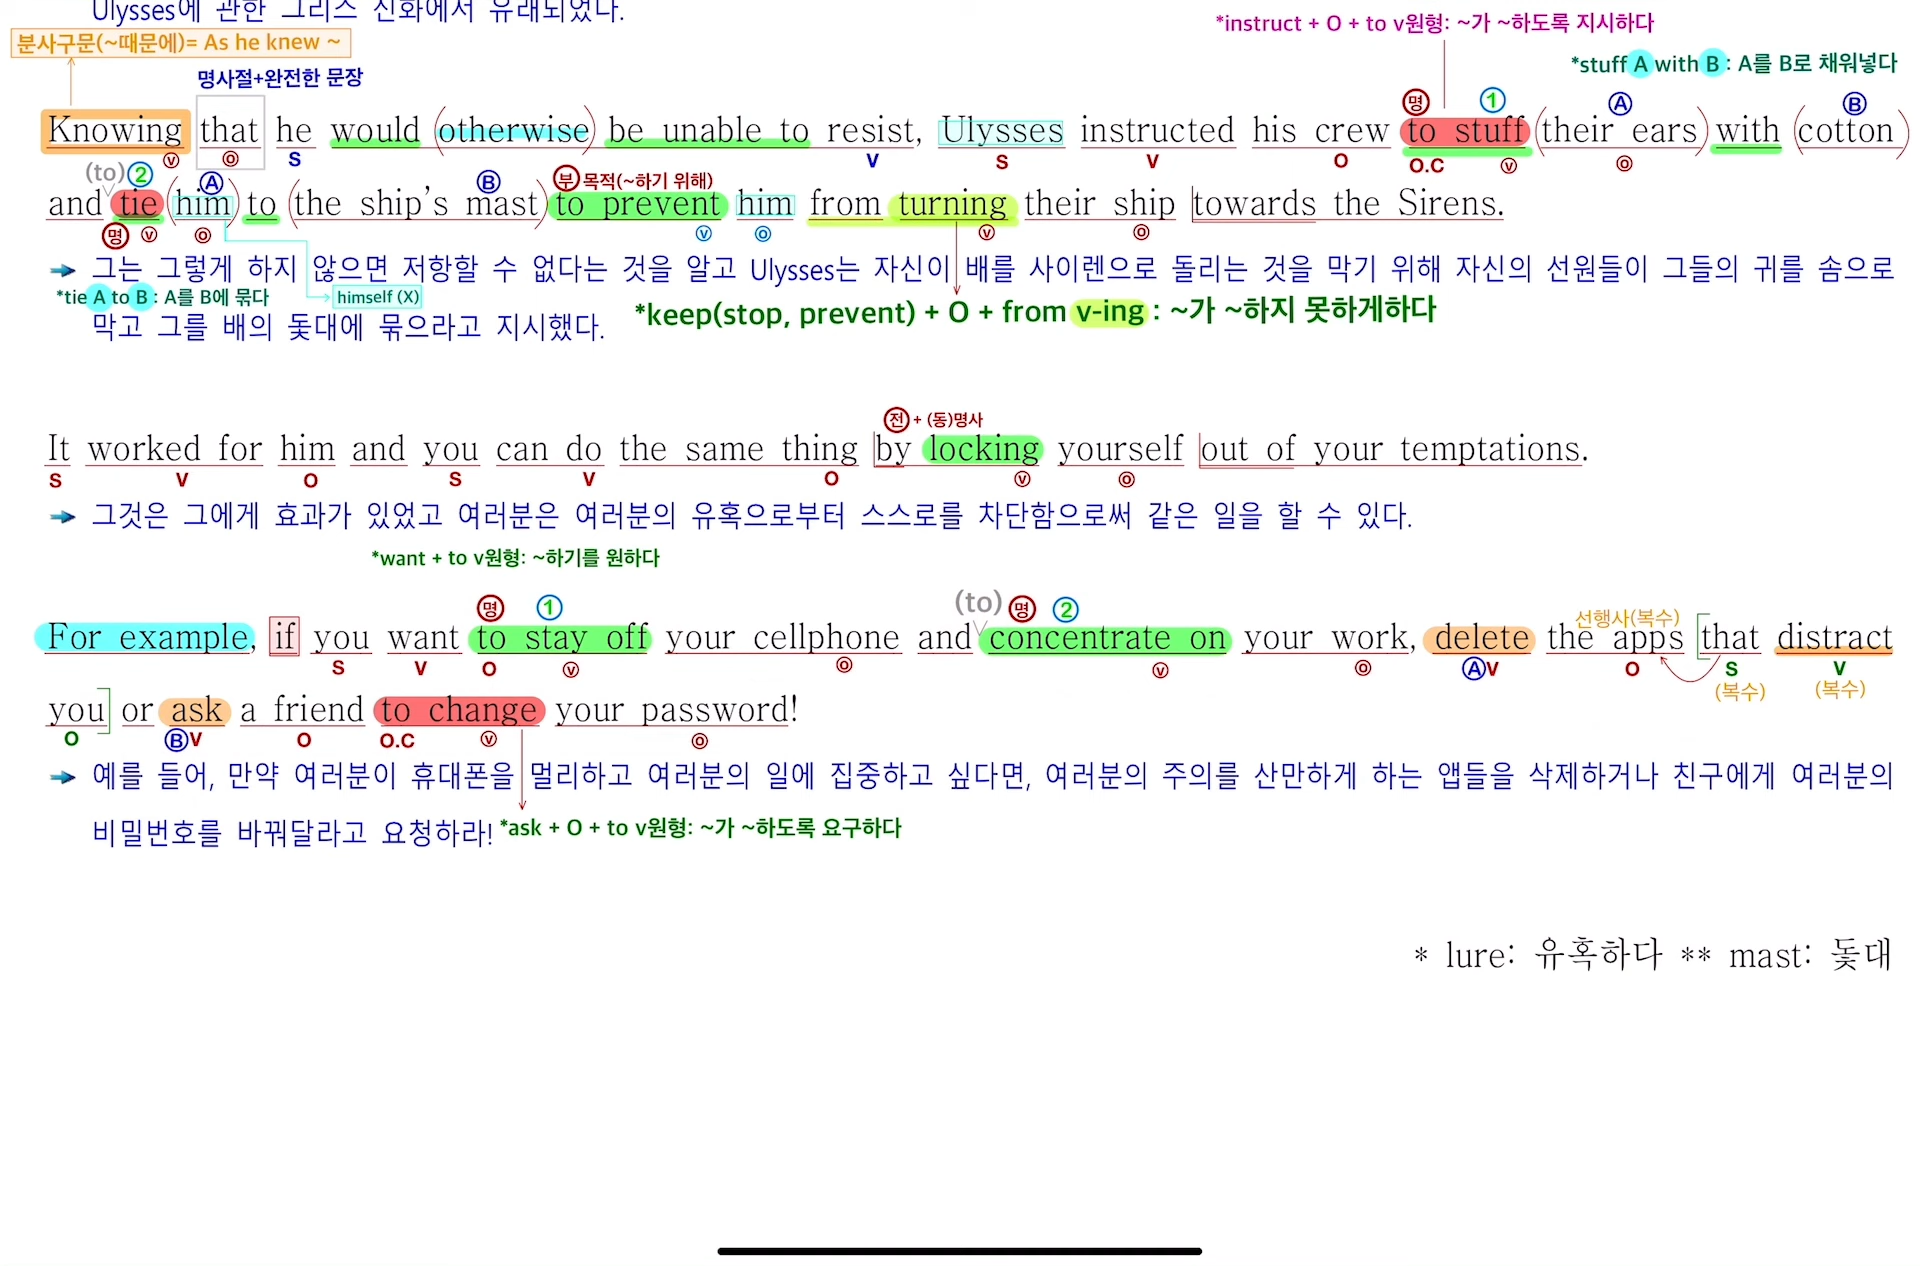 Ulysses에 관한 그리스 신화에서 유래되었다.
*instruct + O + to v원형: ~가 ~하도록 지시하다
분사구문(~때문에)= As he knew ~
*stuff A with B : A를 B로 채워넣다
명사절+완전한 문장
명 1 A B
Knowing that he would (otherwise) be unable to resist, Ulysses instructed his crew to stuff (their ears) with (cotton)
v o S V S V O O.C v o
(to) 2 A B 부 목적(~하기 위해)
and tie (him) to (the ship's mast) to prevent him from turning their ship towards the Sirens.
명 v o v o v o
➡ 그는 그렇게 하지 않으면 저항할 수 없다는 것을 알고 Ulysses는 자신이 배를 사이렌으로 돌리는 것을 막기 위해 자신의 선원들이 그들의 귀를 솜으로
*tie A to B : A를 B에 묶다 himself (X)
*keep(stop, prevent) + O + from v-ing : ~가 ~하지 못하게하다
막고 그를 배의 돛대에 묶으라고 지시했다.
전 + (동)명사
It worked for him and you can do the same thing by locking yourself out of your temptations.
S V O S V O v o
➡ 그것은 그에게 효과가 있었고 여러분은 여러분의 유혹으로부터 스스로를 차단함으로써 같은 일을 할 수 있다.
*want + to v원형: ~하기를 원하다
명 1 (to) 명 2 선행사(복수)
For example, if you want to stay off your cellphone and concentrate on your work, delete the apps [that distract
S V O v o v o A V O S V
(복수) (복수)
you] or ask a friend to change your password!
O B V O O.C v o
➡ 예를 들어, 만약 여러분이 휴대폰을 멀리하고 여러분의 일에 집중하고 싶다면, 여러분의 주의를 산만하게 하는 앱들을 삭제하거나 친구에게 여러분의
비밀번호를 바꿔달라고 요청하라! *ask + O + to v원형: ~가 ~하도록 요구하다
* lure: 유혹하다 ** mast: 돛대